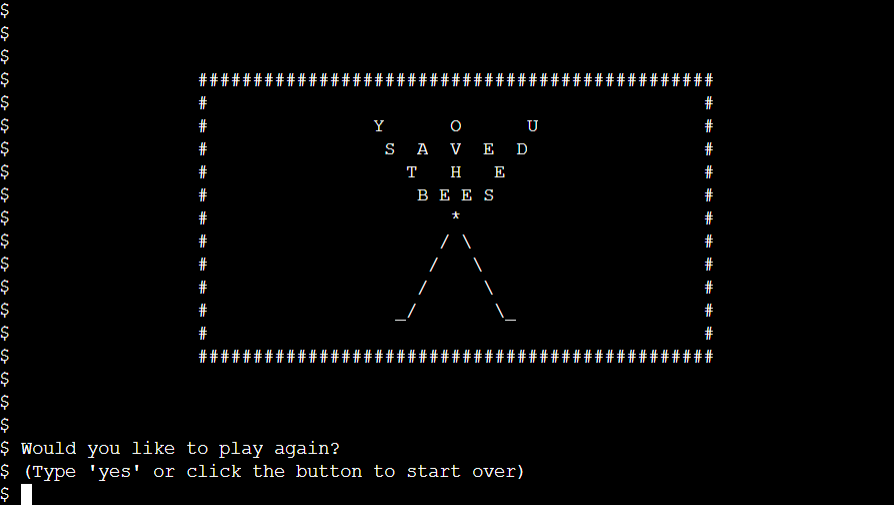 $
$
$
$                 ###############################################
$                 #                                             #
$                 #               Y      O      U               #
$                 #                S  A  V  E  D                #
$                 #                  T   H   E                  #
$                 #                   B E E S                   #
$                 #                      *                      #
$                 #                     / \                     #
$                 #                    /   \                    #
$                 #                   /     \                   #
$                 #                 _/       \_                 #
$                 #                                             #
$                 ###############################################
$
$
$
$ Would you like to play again?
$ (Type 'yes' or click the button to start over)
$